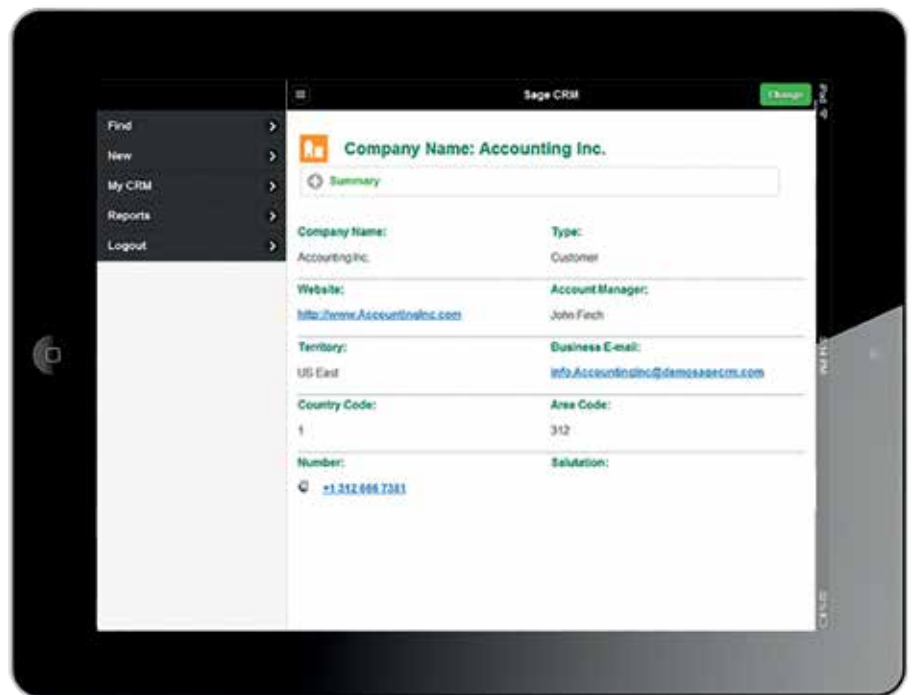 Sage CRM
Change
Find
New
My CRM
Reports
Logout
Company Name: Accounting Inc.
Summary
Company Name:
Type:
Accounting Inc.
Customer
Website:
Account Manager:
http://www.AccountingInc.com
John Finch
Territory:
Business E-mail:
US East
info.AccountingInc@demosagecrm.com
Country Code:
Area Code:
1
312
Number:
Salutation:
+1 312 666 7381
iPad